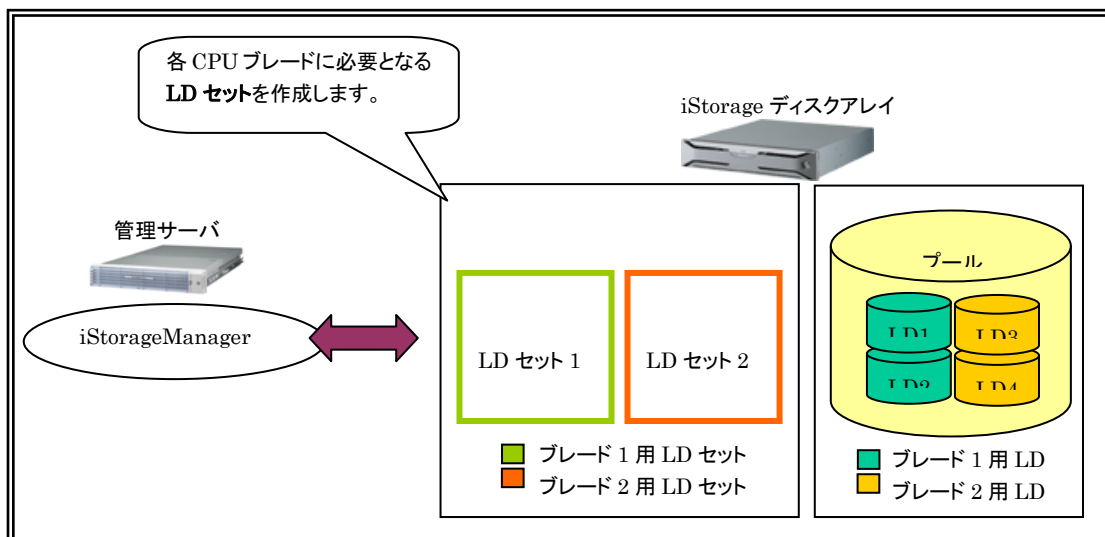 各 CPU ブレードに必要となる
LD セットを作成します。
iStorage ディスクアレイ
管理サーバ
iStorageManager
LD セット 1
LD セット 2
ブレード 1 用 LD セット
ブレード 2 用 LD セット
プール
LD1
LD3
LD2
LD4
ブレード 1 用 LD
ブレード 2 用 LD